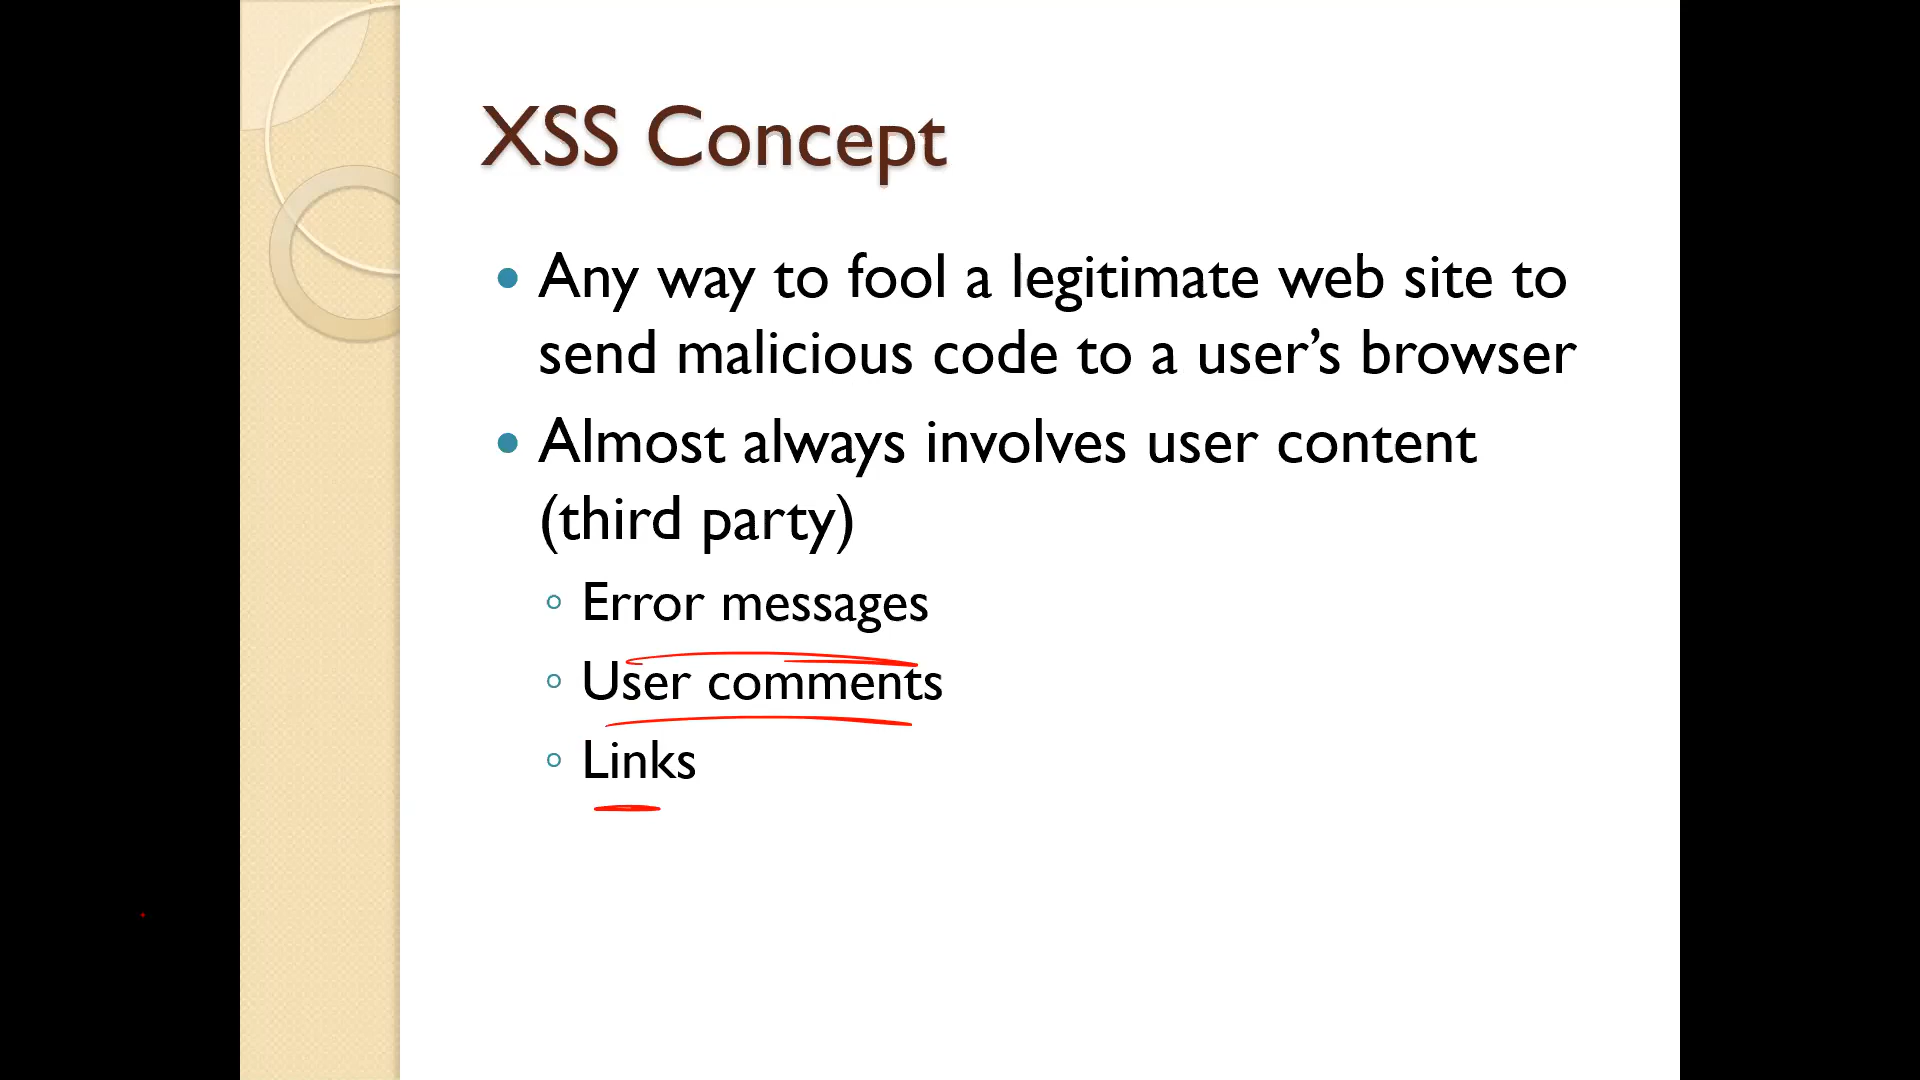 XSS Concept
Any way to fool a legitimate web site to
send malicious code to a user’s browser
Almost always involves user content
(third party)
Error messages
User comments
Links